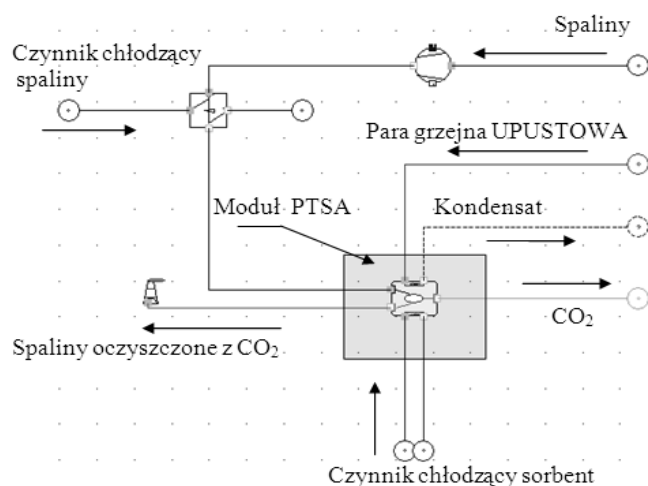 Spaliny
Czynnik chłodzący
spaliny
Para grzejna UPUSTOWA
Moduł PTSA
Kondensat
CO₂
Spaliny oczyszczone z CO₂
Czynnik chłodzący sorbent